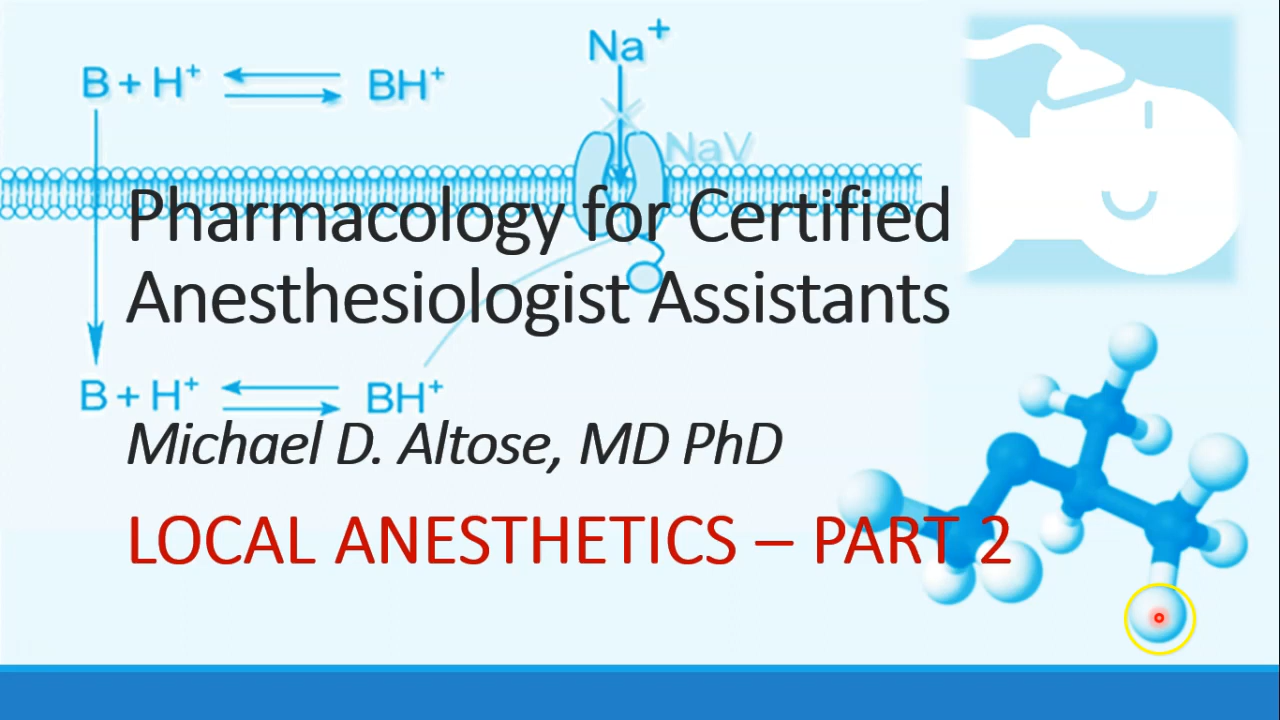 Na⁺
B + H⁺ BH⁺
NaV
Pharmacology for Certified
Anesthesiologist Assistants
B + H⁺ BH⁺
Michael D. Altose, MD PhD
LOCAL ANESTHETICS – PART 2